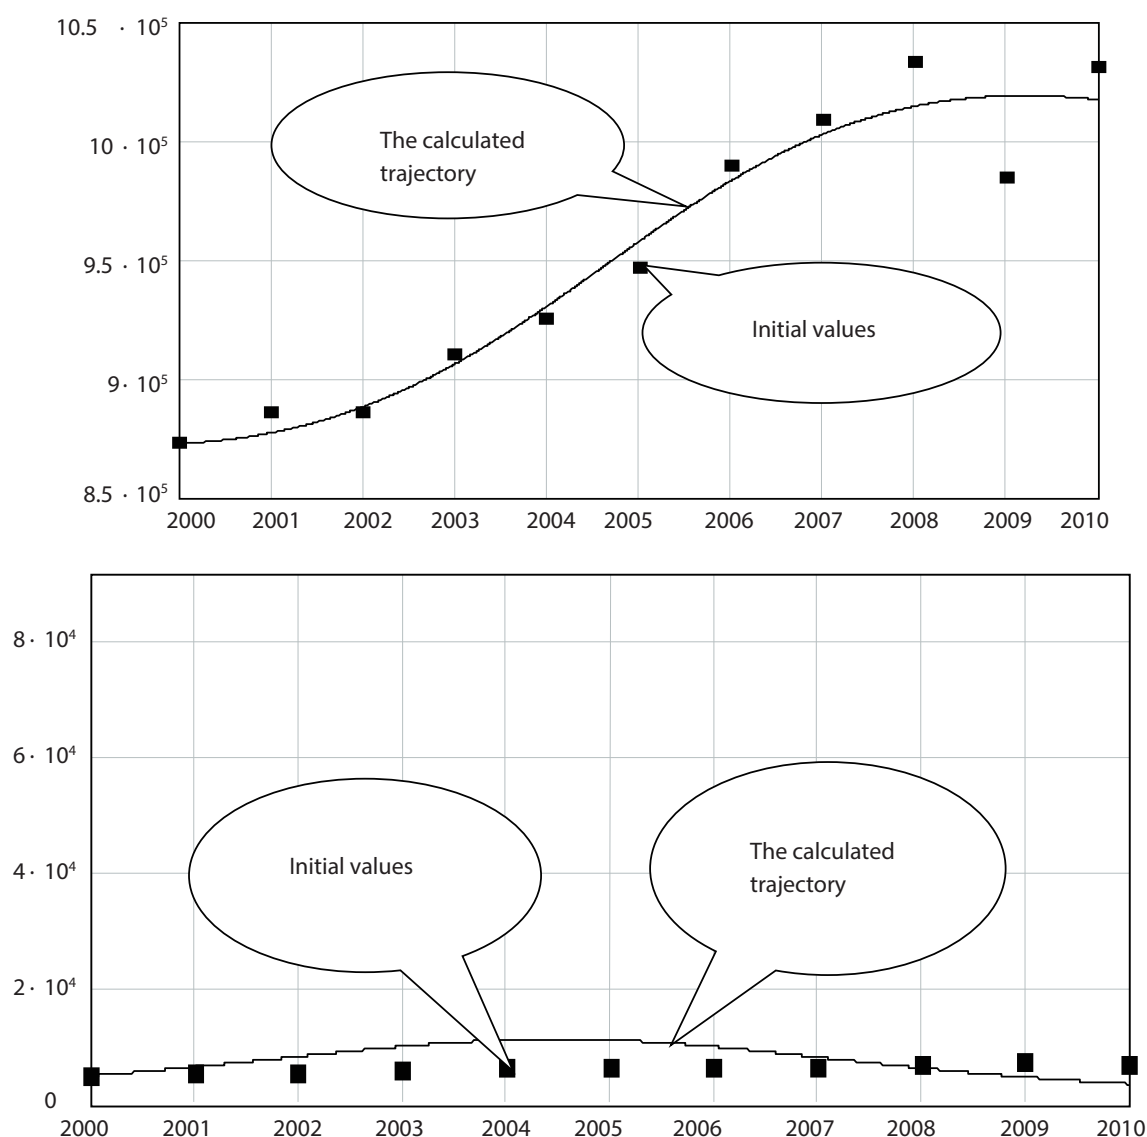 10.5 · 10⁵
The calculated
trajectory
10 · 10⁵
9.5 · 10⁵
Initial values
9 · 10⁵
8.5 · 10⁵
2000 2001 2002 2003 2004 2005 2006 2007 2008 2009 2010
8 · 10⁴
6 · 10⁴
The calculated
trajectory
Initial values
4 · 10⁴
2 · 10⁴
0
2000 2001 2002 2003 2004 2005 2006 2007 2008 2009 2010